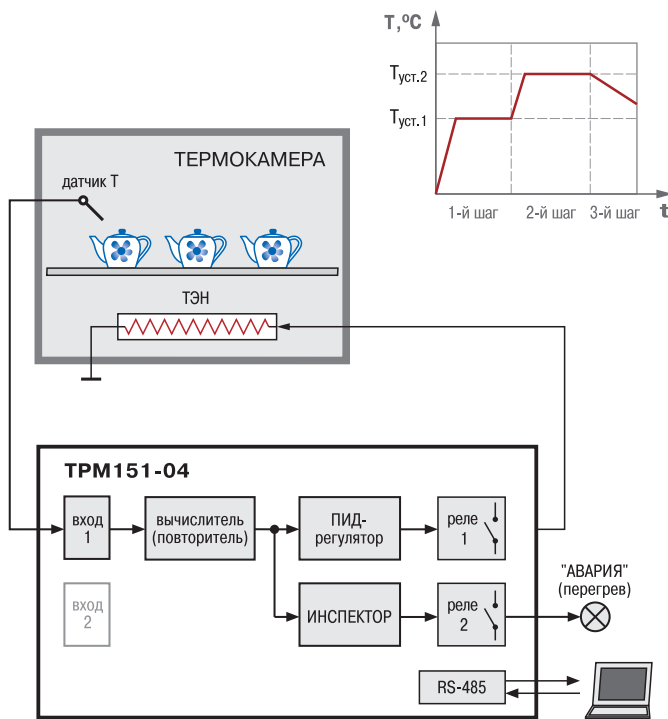 T,ºC
Tуст.2
Tуст.1
1-й шаг
2-й шаг
3-й шаг
t
ТЕРМОКАМЕРА
датчик Т
ТЭН
ТРМ151-04
вход
1
вычислитель
(повторитель)
ПИД-
регулятор
реле
1
"АВАРИЯ"
(перегрев)
вход
2
ИНСПЕКТОР
реле
2
RS-485